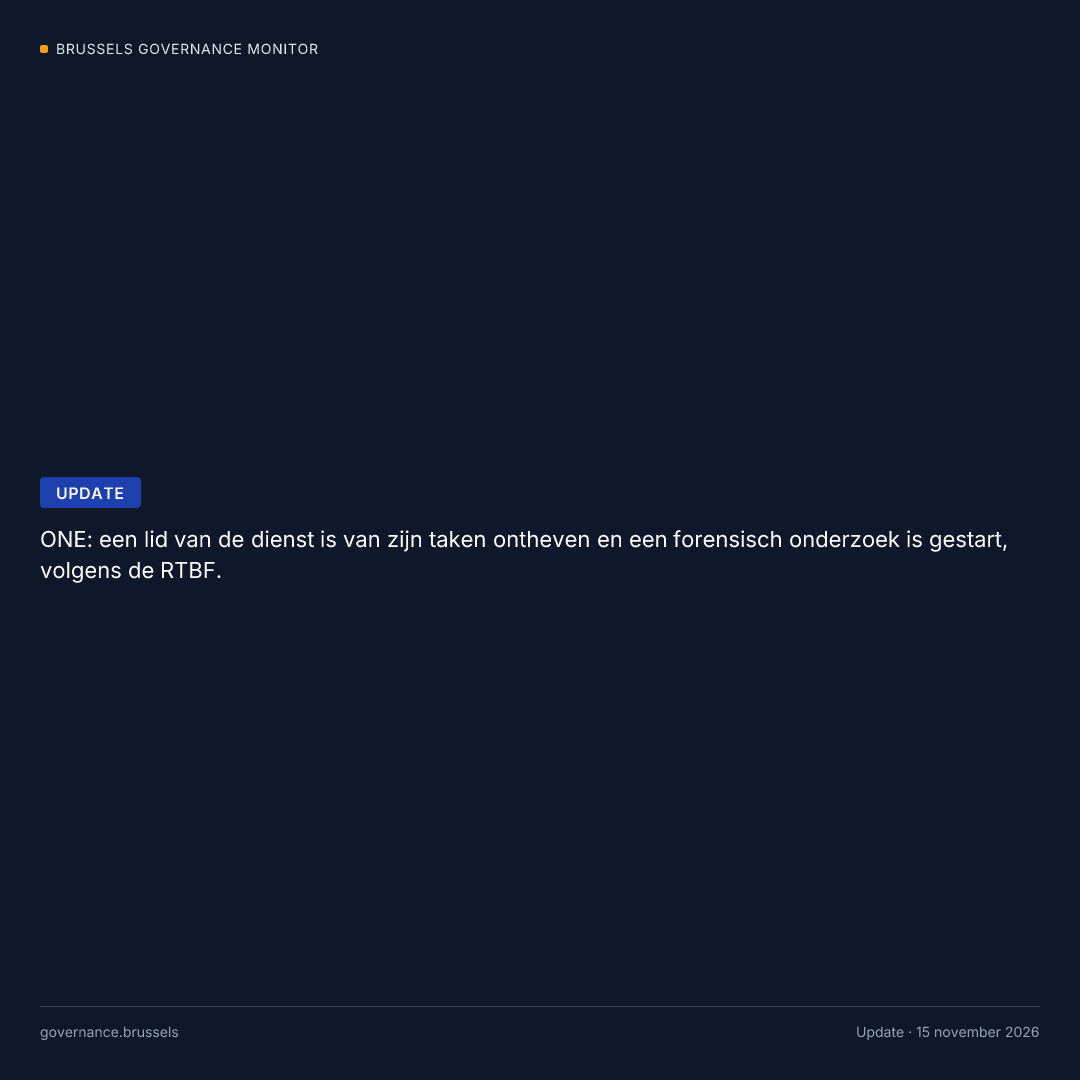 BRUSSELS GOVERNANCE MONITOR
UPDATE
ONE: een lid van de dienst is van zijn taken ontheven en een forensisch onderzoek is gestart,
volgens de RTBF.
governance.brussels
Update · 15 november 2026